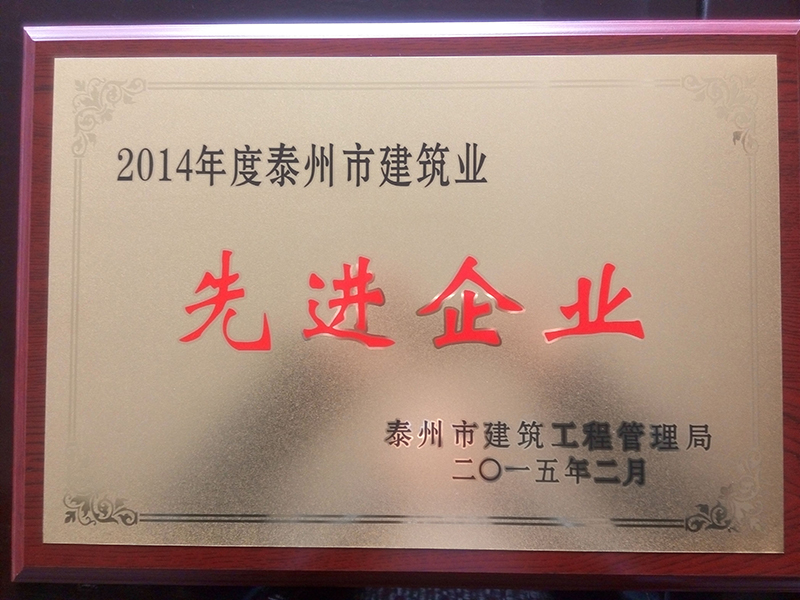 2014年度泰州市建筑业
先进企业
泰州市建筑工程管理局
二〇一五年二月